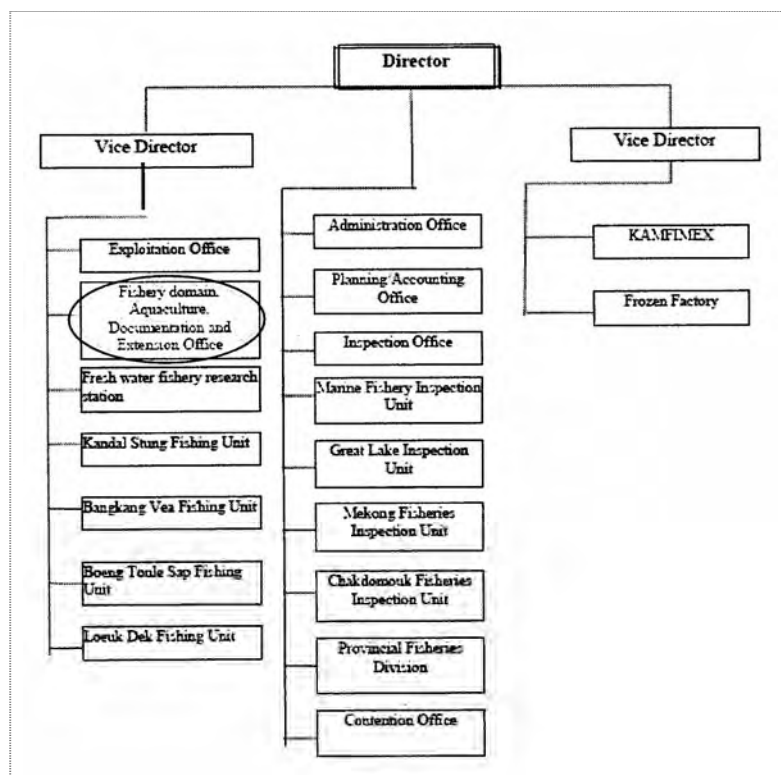 Director
Vice Director
Vice Director
Exploitation Office
Fishery domain,
Aquaculture,
Documentation and
Extension Office
Fresh water fishery research
station
Kandal Stung Fishing Unit
Bangkang Vea Fishing Unit
Boeng Tonle Sap Fishing
Unit
Loeuk Dek Fishing Unit
Administration Office
Planning/Accounting
Office
Inspection Office
Marine Fishery Inspection
Unit
Great Lake Inspection
Unit
Mekong Fisheries
Inspection Unit
Chakdomouk Fisheries
Inspection Unit
Provincial Fisheries
Division
Contention Office
KAMFIMEX
Frozen Factory